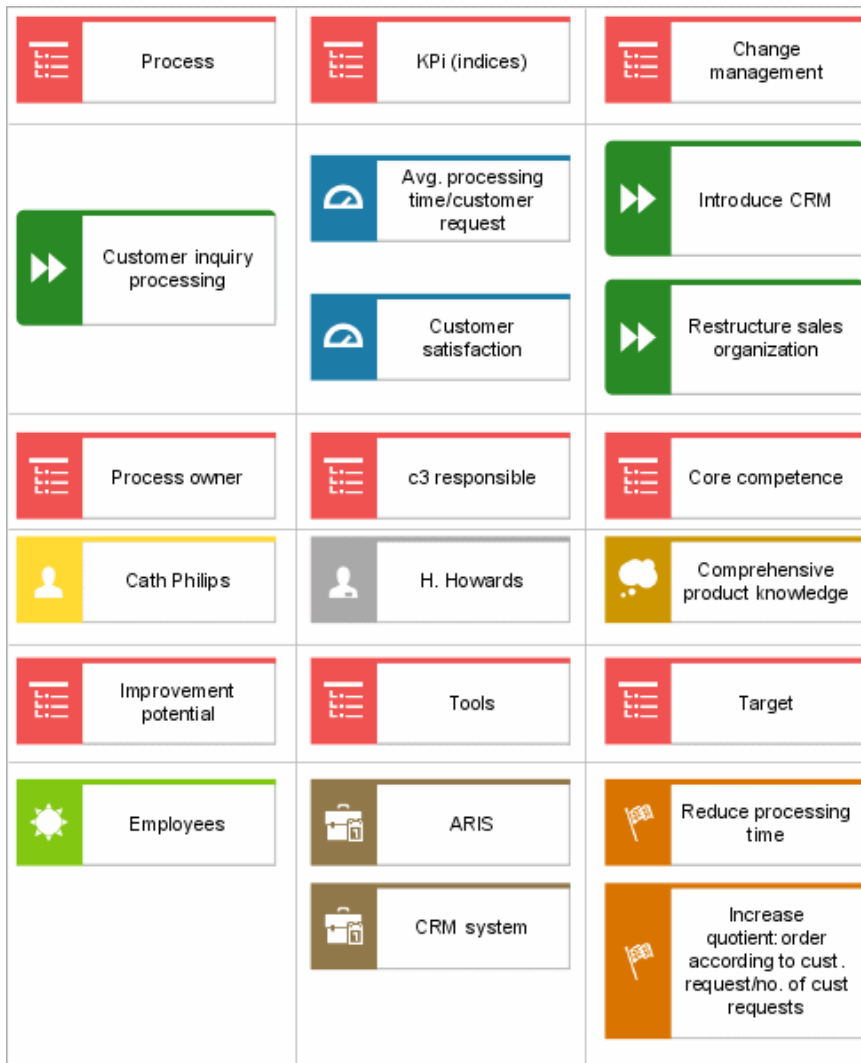 Process
KPi (indices)
Change
management
Customer inquiry
processing
Avg. processing
time/customer
request
Customer
satisfaction
Introduce CRM
Restructure sales
organization
Process owner
c3 responsible
Core competence
Cath Philips
H. Howards
Comprehensive
product knowledge
Improvement
potential
Tools
Target
Employees
ARIS
CRM system
Reduce processing
time
Increase
quotient: order
according to cust.
request/no. of cust
requests